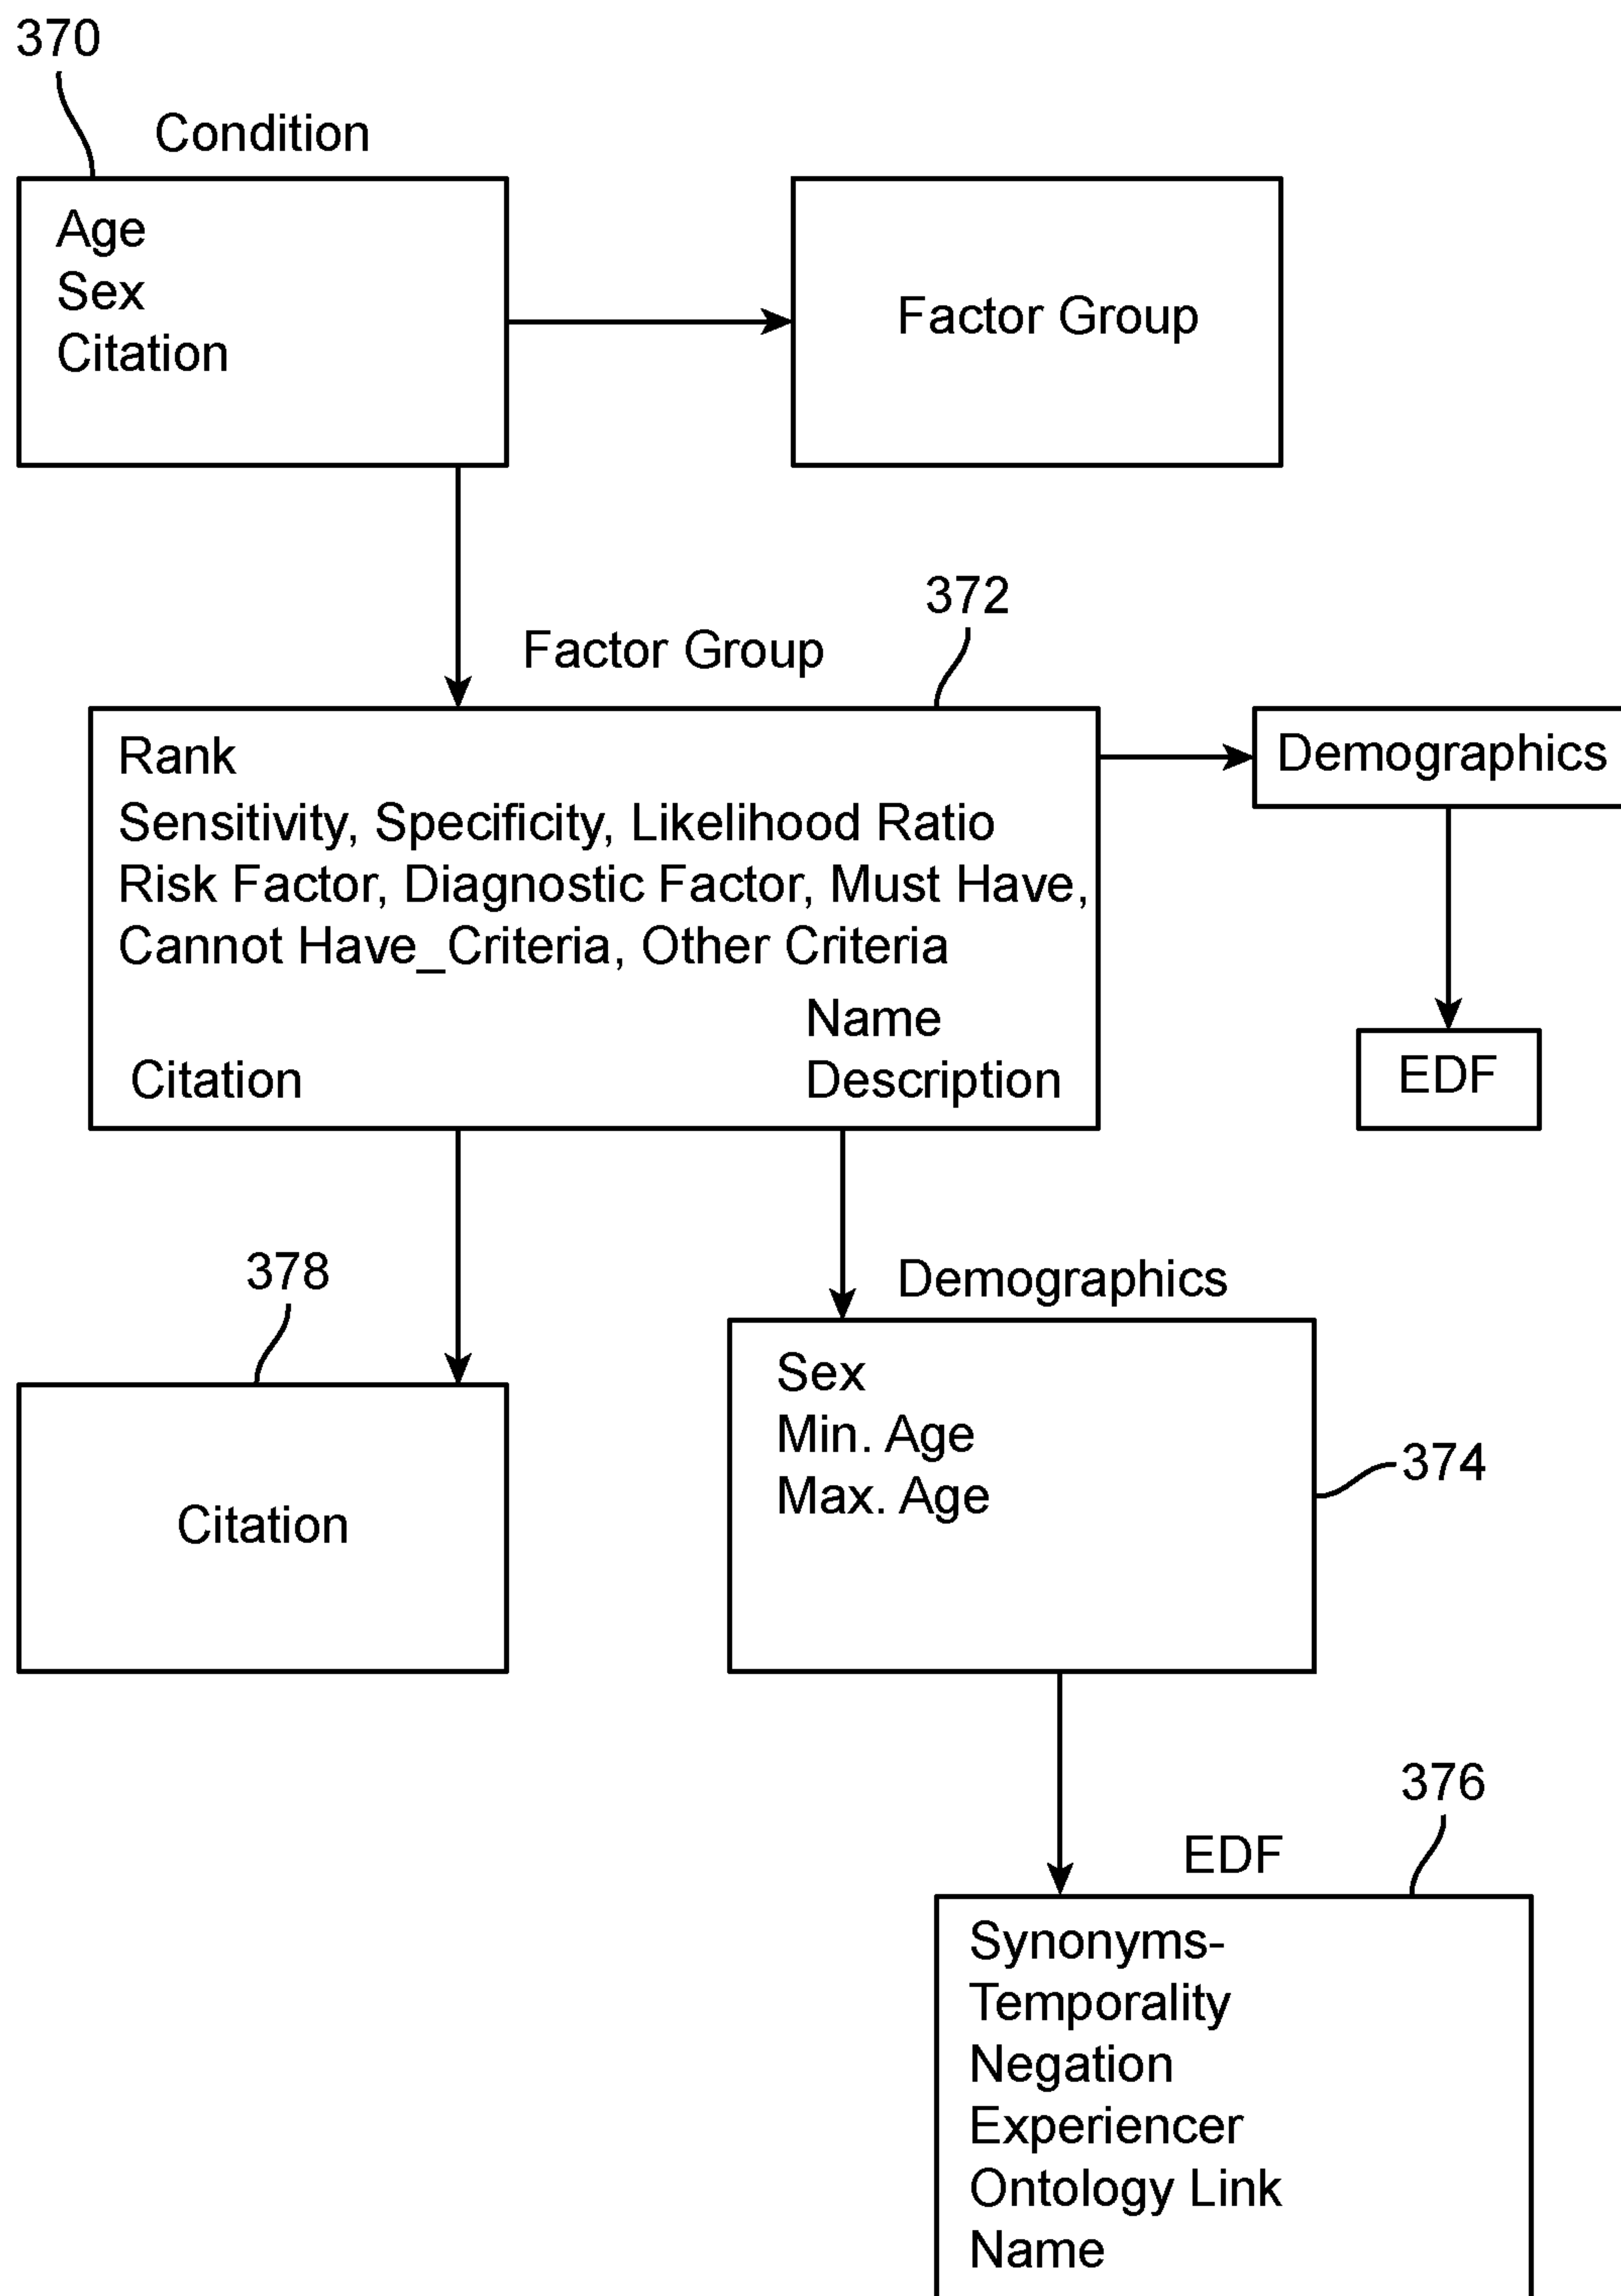 370
Condition
Age
Sex
Citation
Factor Group
372
Factor Group
Rank
Sensitivity, Specificity, Likelihood Ratio
Risk Factor, Diagnostic Factor, Must Have,
Cannot Have_Criteria, Other Criteria
Name
Citation
Description
Demographics
EDF
378
Citation
Demographics
Sex
Min. Age
Max. Age
374
376
EDF
Synonyms-
Temporality
Negation
Experiencer
Ontology Link
Name